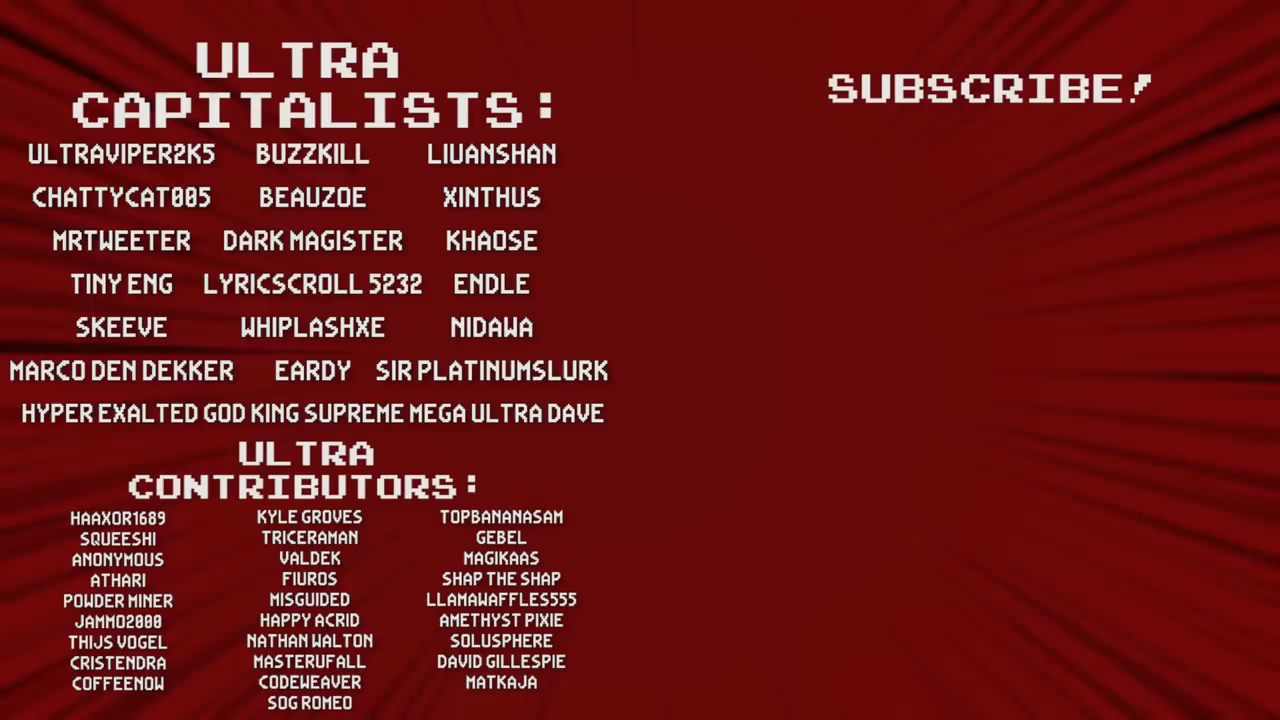 ULTRA
CAPITALISTS:
SUBSCRIBE!
ULTRAVIPER2K5 BUZZKILL LIUANSHAN
CHATTYCAT005 BEAUZOE XINTHUS
MRTWEETER DARK MAGISTER KHAOSE
TINY ENG LYRICSCROLL 5232 ENDLE
SKEEVE WHIPLASHXE NIDAWA
MARCO DEN DEKKER EARDY SIR PLATINUMSLURK
HYPER EXALTED GOD KING SUPREME MEGA ULTRA DAVE
ULTRA
CONTRIBUTORS:
HAAXOR1689 KYLE GROVES TOPBANANASAM
SQUEESHI TRICERAMAN GEBEL
ANONYMOUS VALDEK MAGIKAAS
ATHARI FIUROS SHAP THE SHAP
POWDER MINER MISGUIDED LLAMAWAFFLES555
JAMMO2000 HAPPY ACRID AMETHYST PIXIE
THIJS VOGEL NATHAN WALTON SOLUSPHERE
CRISTENDRA MASTERUFALL DAVID GILLESPIE
COFFEENOW CODEWEAVER MATKAJA
SOG ROMEO